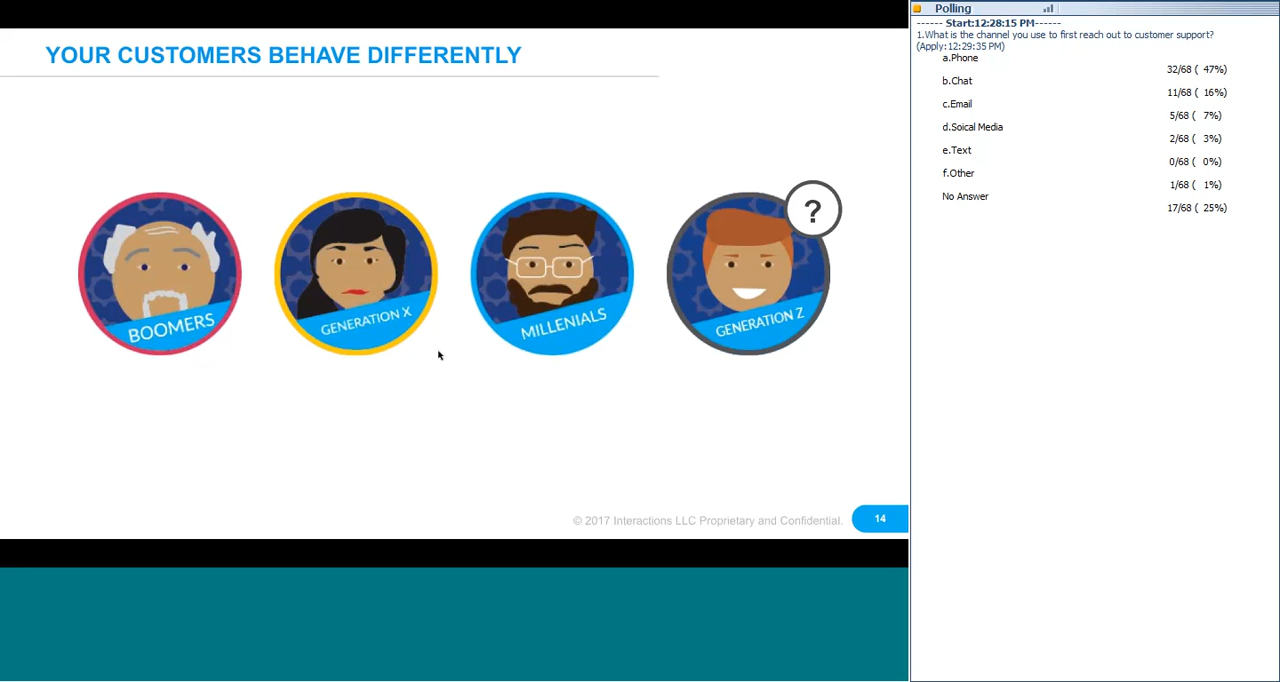 YOUR CUSTOMERS BEHAVE DIFFERENTLY
BOOMERS
GENERATION X
MILLENIALS
GENERATION Z
?
© 2017 Interactions LLC Proprietary and Confidential.
14
Polling
------ Start:12:28:15 PM------
1.What is the channel you use to first reach out to customer support?
(Apply:12:29:35 PM)
a.Phone
32/68 ( 47%)
b.Chat
11/68 ( 16%)
c.Email
5/68 ( 7%)
d.Soical Media
2/68 ( 3%)
e.Text
0/68 ( 0%)
f.Other
1/68 ( 1%)
No Answer
17/68 ( 25%)